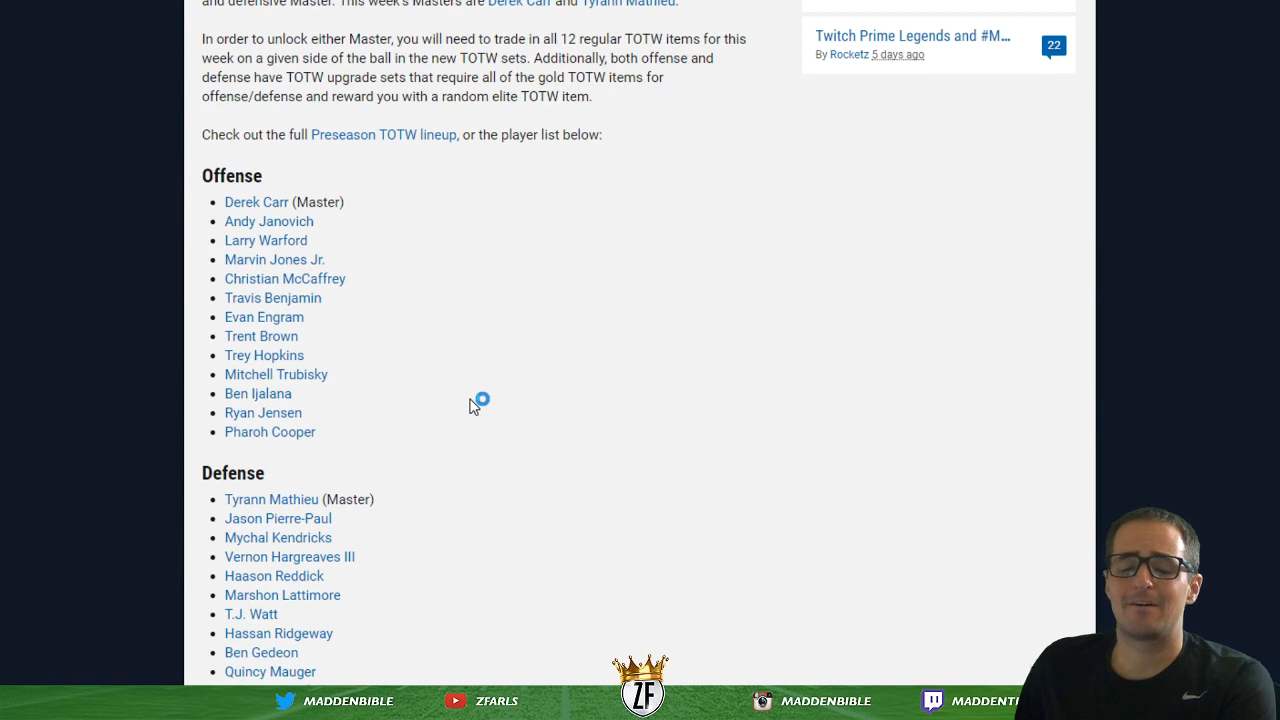 and defensive Master. This week's Masters are Derek Carr and Tyrann Mathieu.
In order to unlock either Master, you will need to trade in all 12 regular TOTW items for this
week on a given side of the ball in the new TOTW sets. Additionally, both offense and
defense have TOTW upgrade sets that require all of the gold TOTW items for
offense/defense and reward you with a random elite TOTW item.
Check out the full Preseason TOTW lineup, or the player list below:
Offense
Derek Carr (Master)
Andy Janovich
Larry Warford
Marvin Jones Jr.
Christian McCaffrey
Travis Benjamin
Evan Engram
Trent Brown
Trey Hopkins
Mitchell Trubisky
Ben Ijalana
Ryan Jensen
Pharoh Cooper
Defense
Tyrann Mathieu (Master)
Jason Pierre-Paul
Mychal Kendricks
Vernon Hargreaves III
Haason Reddick
Marshon Lattimore
T.J. Watt
Hassan Ridgeway
Ben Gedeon
Quincy Mauger
Twitch Prime Legends and #M...
22
By Rocketz 5 days ago
MADDENBIBLE
ZFARLS
ZF
MADDENBIBLE